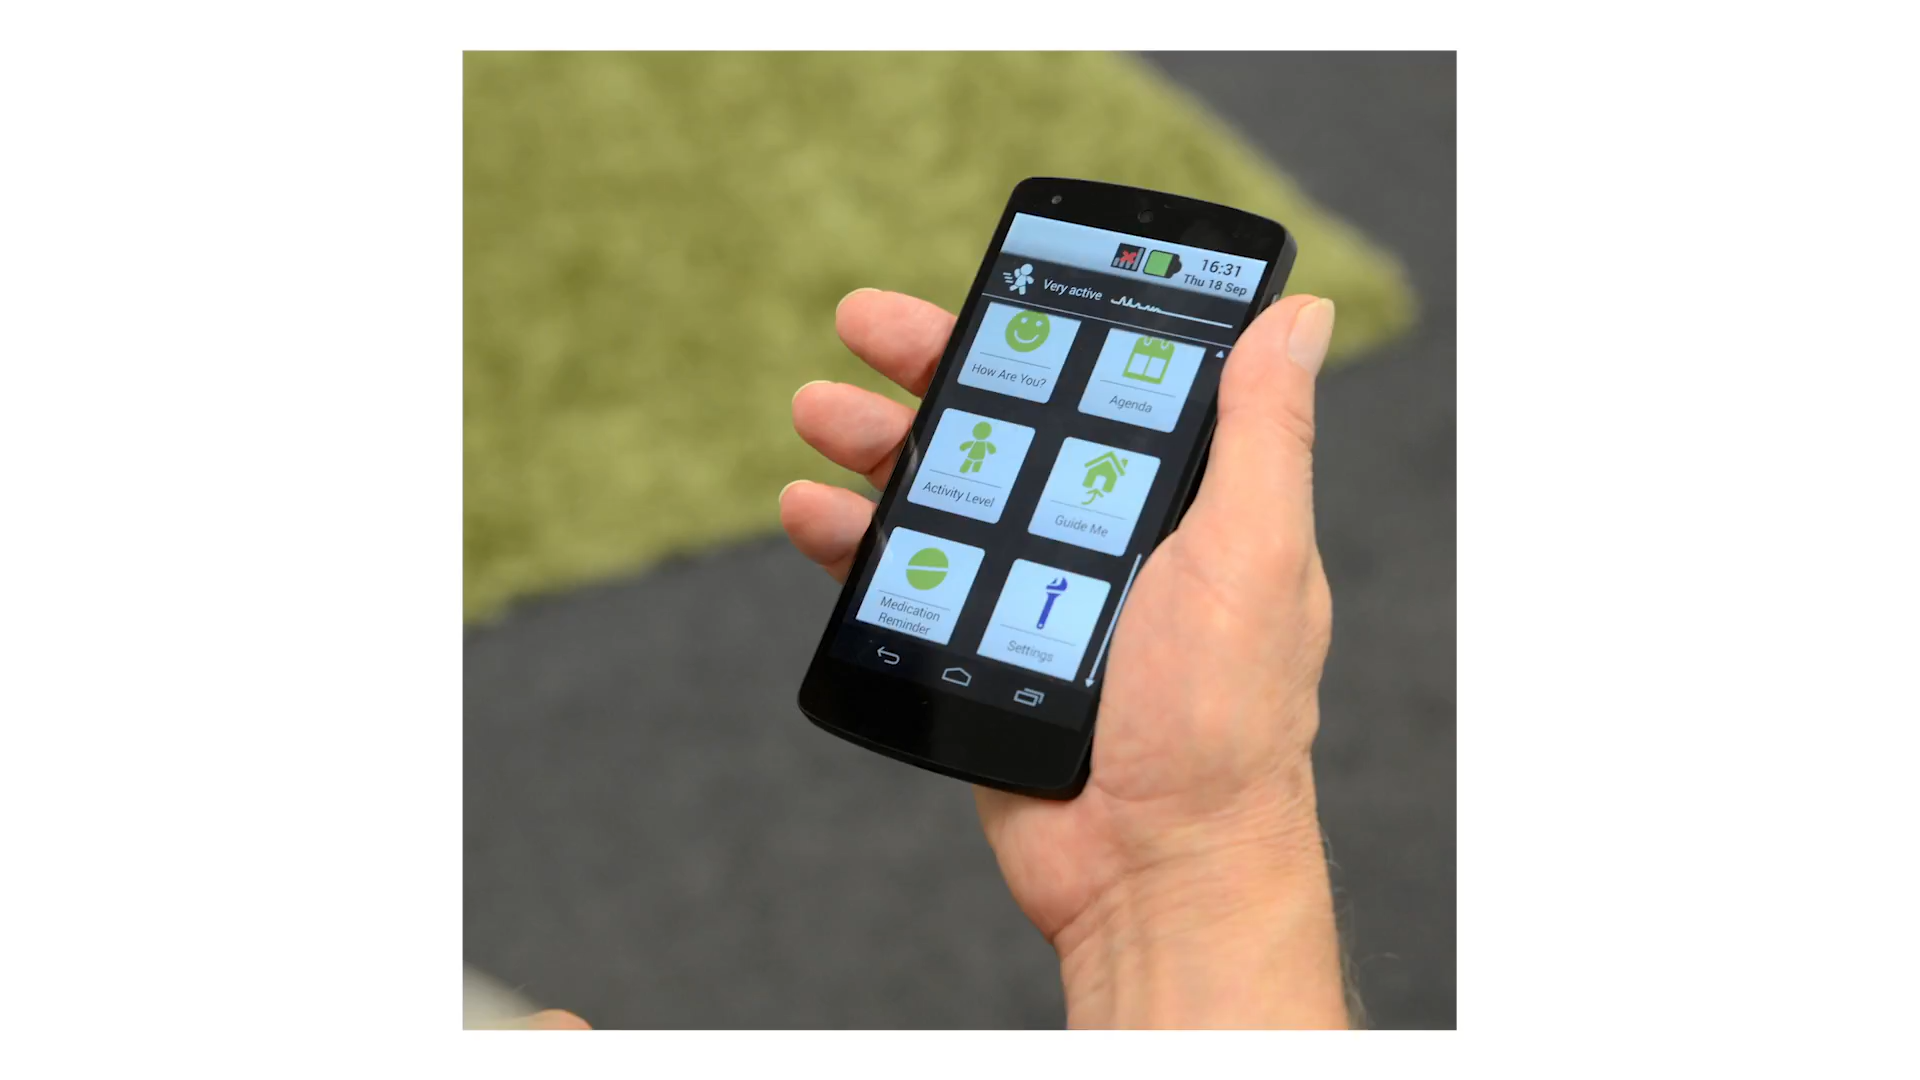 16:31
Thu 18 Sep
Very active
How Are You?
Agenda
Activity Level
Guide Me
Medication
Reminder
Settings